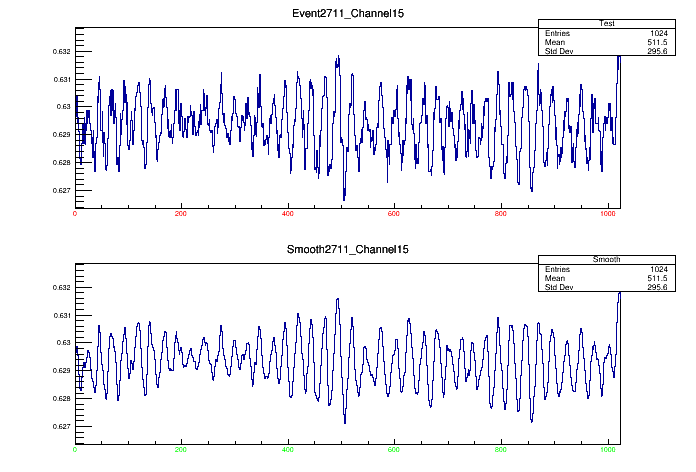 Event2711_Channel15
Test
Entries 1024
Mean 511.5
Std Dev 295.6
0.632
0.631
0.63
0.629
0.628
0.627
0 200 400 600 800 1000
Smooth2711_Channel15
Smooth
Entries 1024
Mean 511.5
Std Dev 295.6
0.632
0.631
0.63
0.629
0.628
0.627
0 200 400 600 800 1000